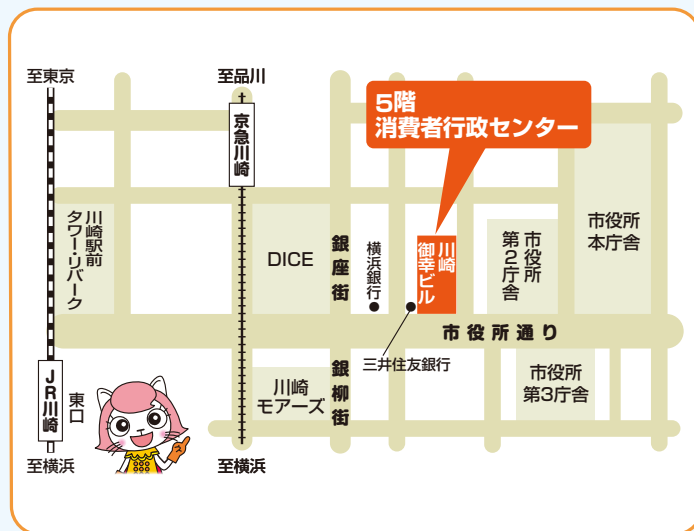 至東京
至品川
5階
消費者行政センター
京急川崎
川崎駅前
タワー・リバーク
DICE
銀座街
横浜銀行
川崎
御幸ビル
市役所
第2庁舎
市役所
本庁舎
市役所通り
三井住友銀行
JR川崎
東口
川崎
モアーズ
銀柳街
市役所
第3庁舎
至横浜
至横浜